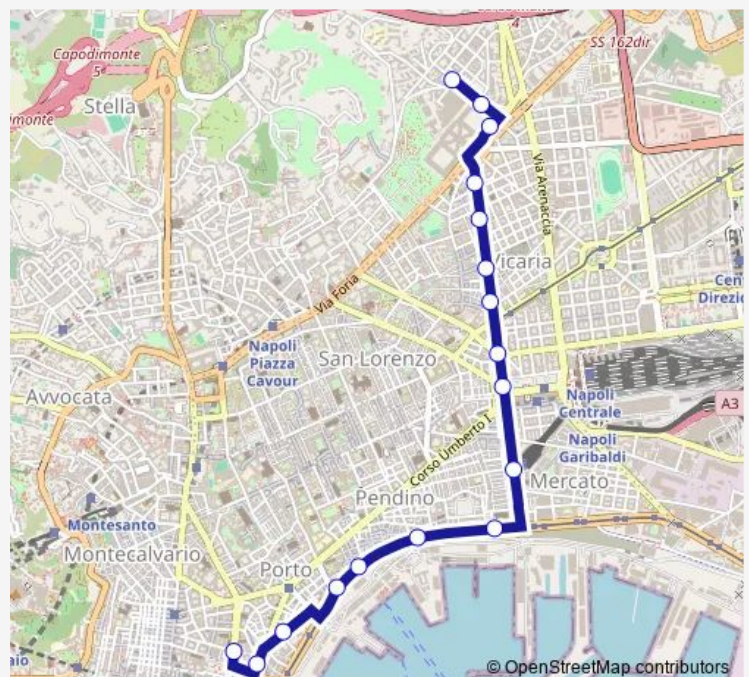 4
Capodimonte
5
SS 162dir
Stella
Via Arenaccia
Via Foria
Napoli
Piazza
Cavour
San Lorenzo
Avvocata
Napoli
Centrale
A3
Napoli
Garibaldi
Corso Umberto I
Pendino
Mercato
Montesanto
Montecalvario
Porto
© OpenStreetMap contributors